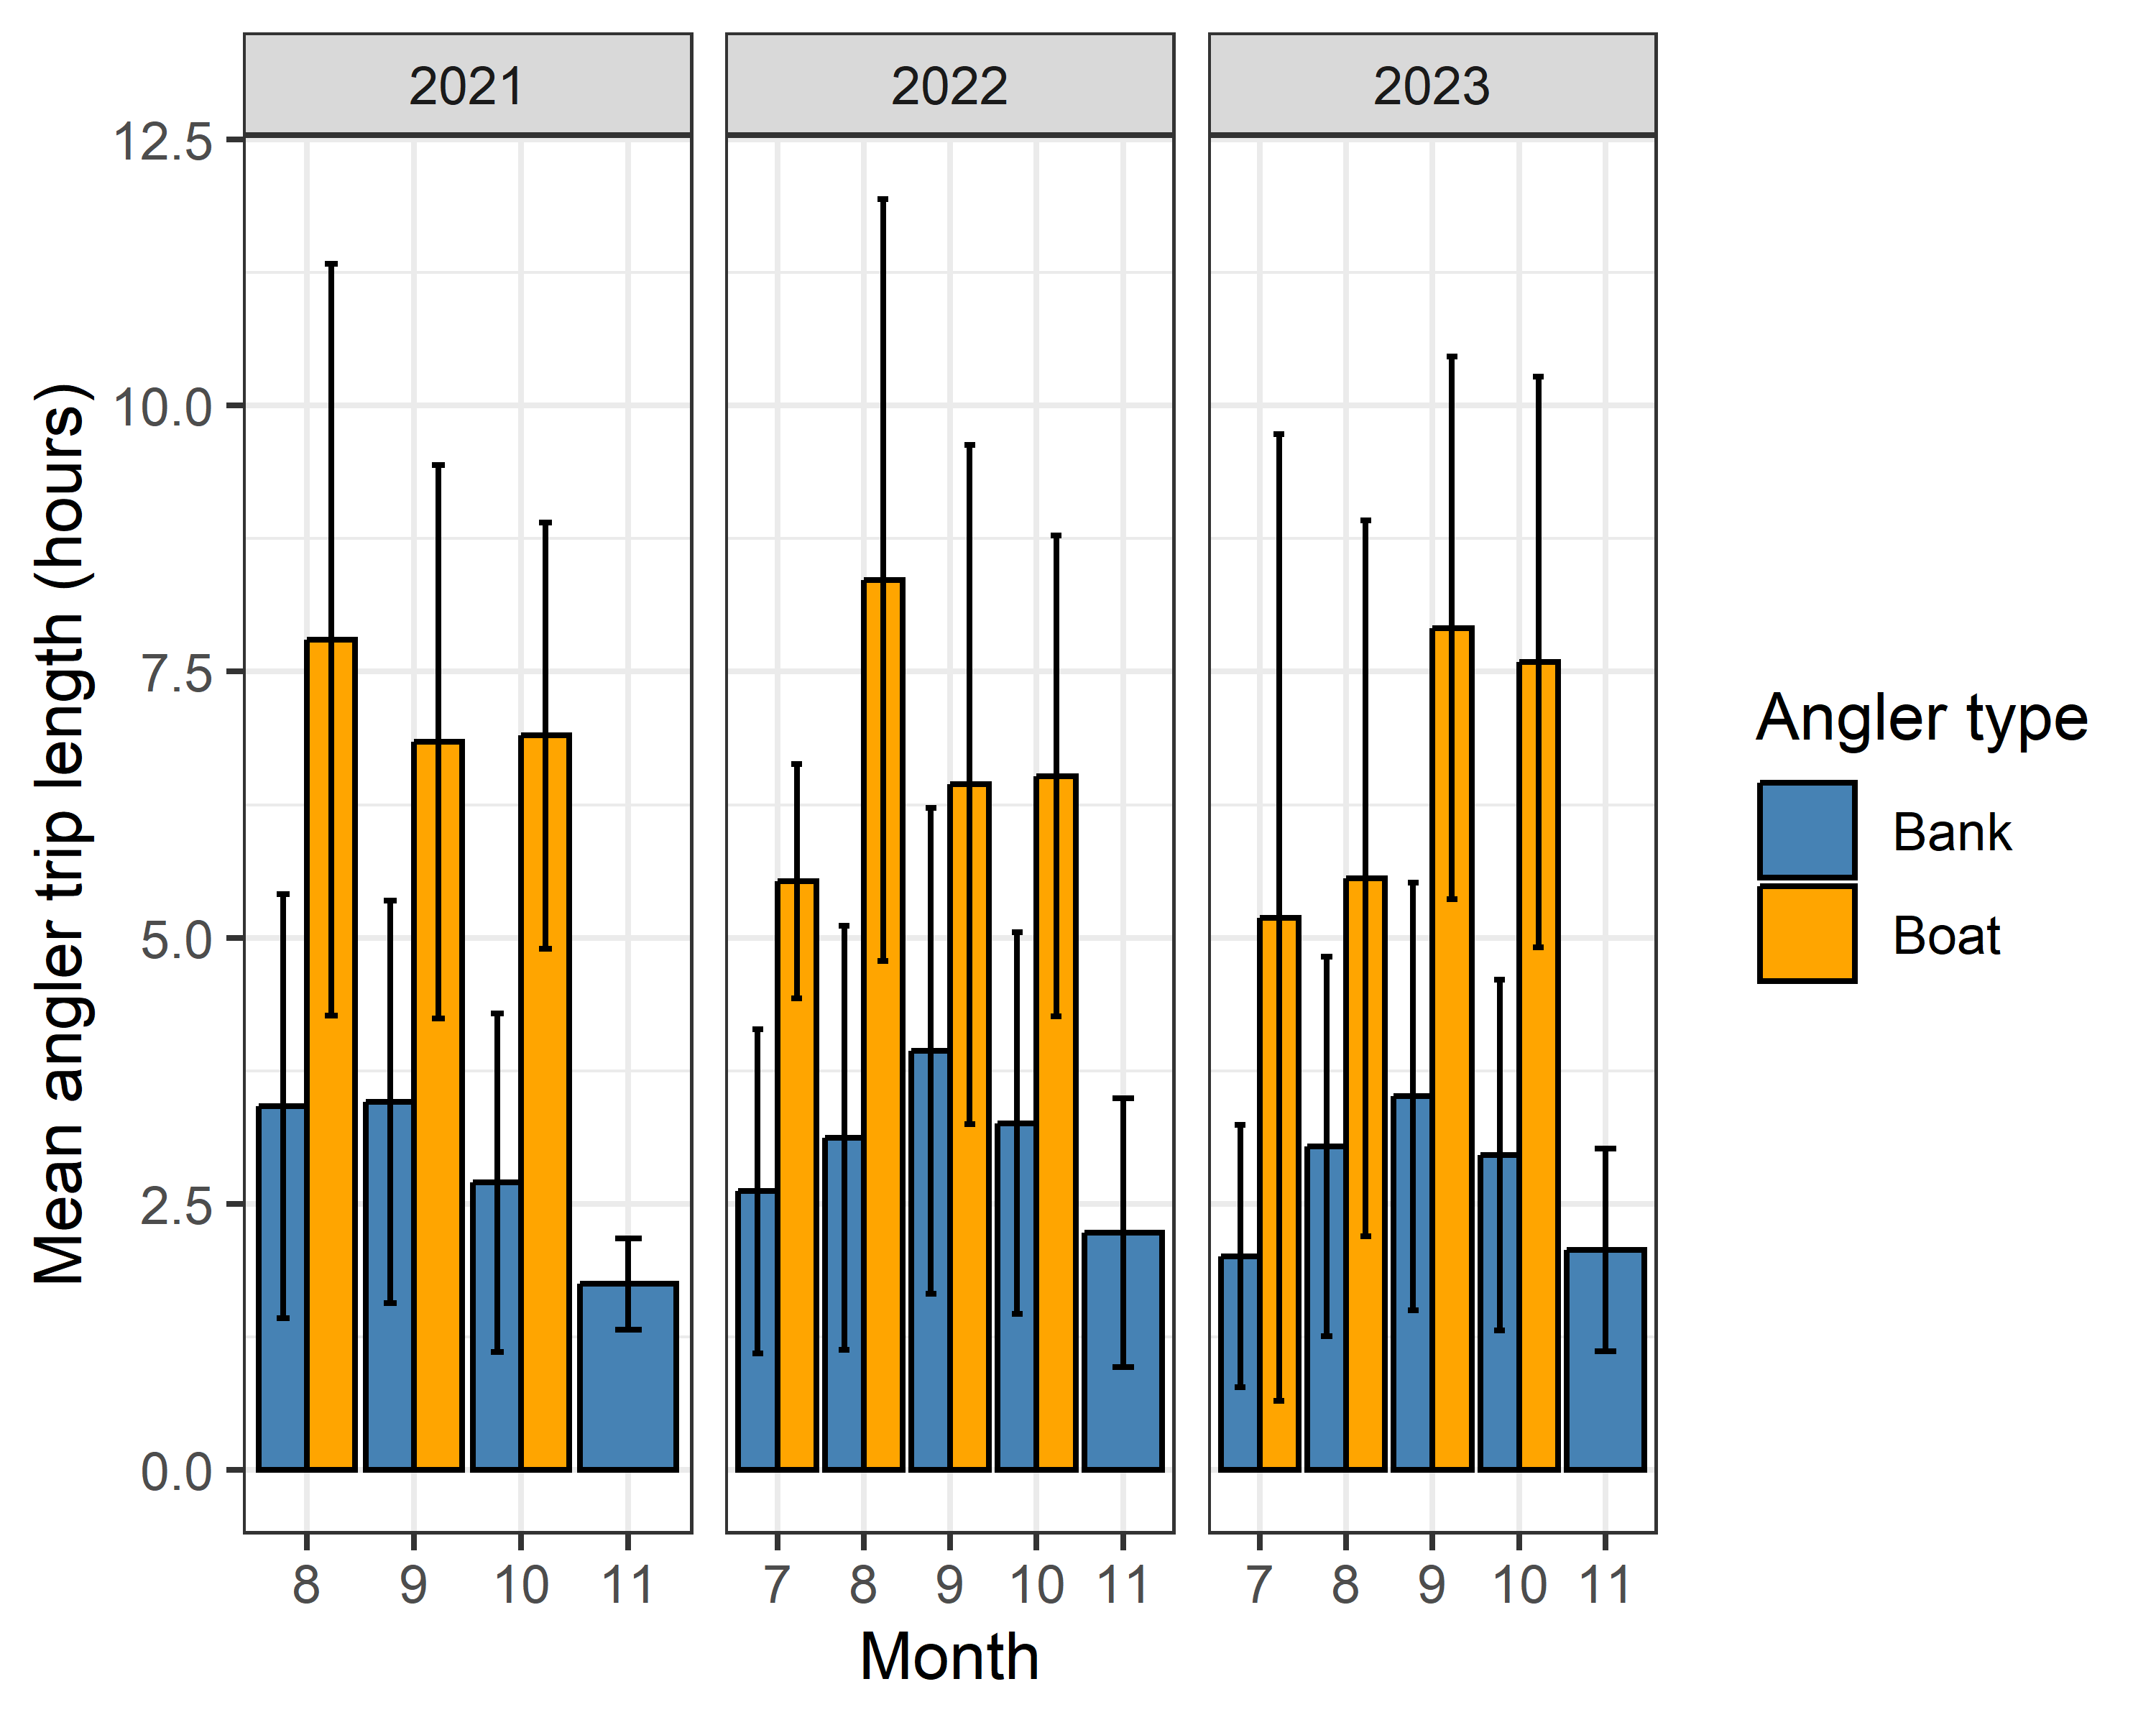 2021 2022 2023
12.5
10.0
7.5
5.0
2.5
0.0
Mean angler trip length (hours)
8 9 10 11 7 8 9 10 11 7 8 9 10 11
Month
Angler type
Bank
Boat